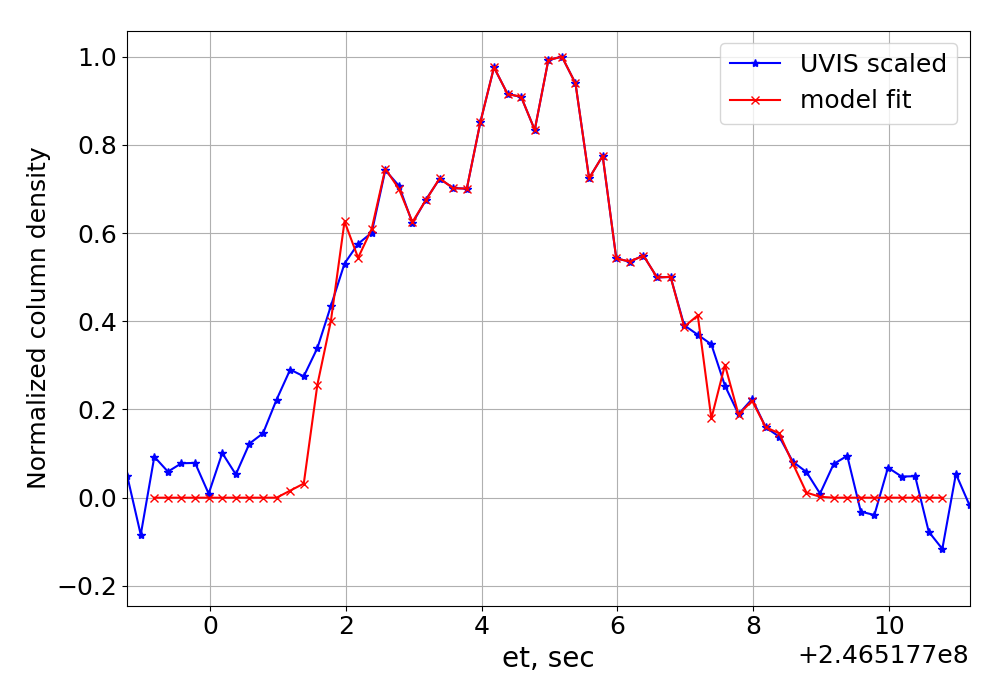 UVIS scaled
model fit
1.0
0.8
0.6
0.4
0.2
0.0
−0.2
Normalized column density
0 2 4 6 8 10
+2.465177e8
et, sec